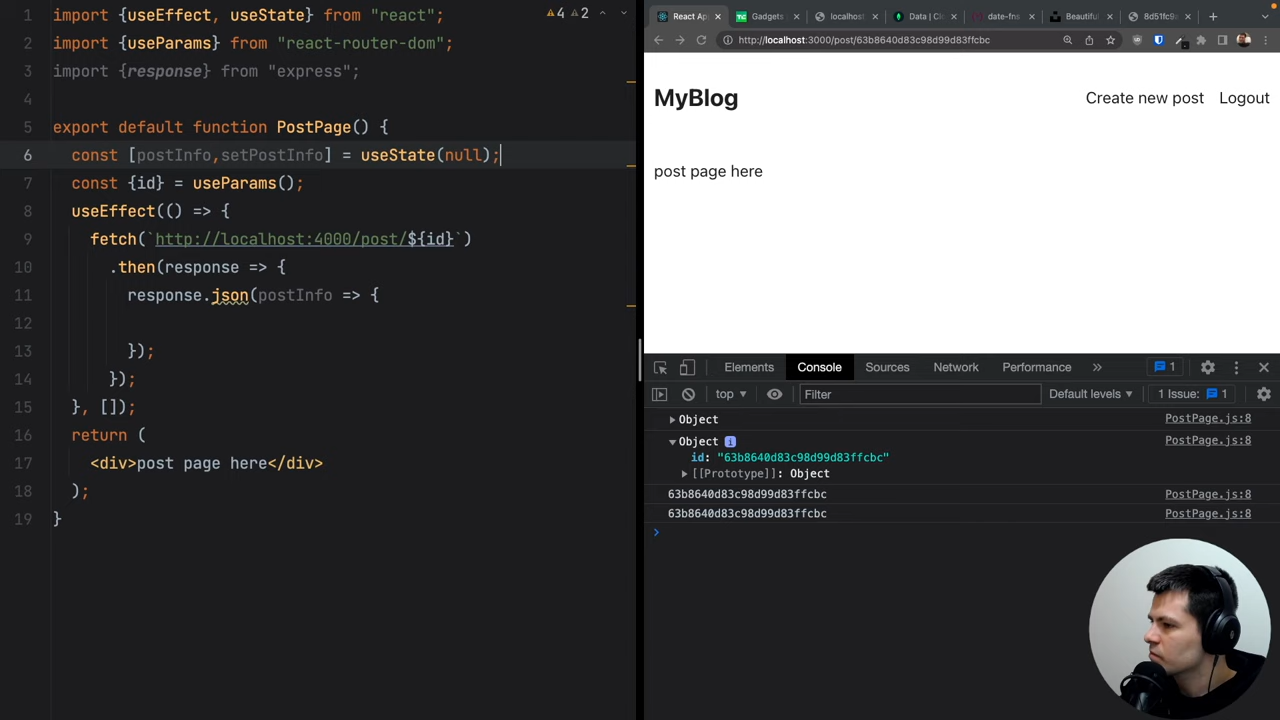 1 import {useEffect, useState} from "react";
2 import {useParams} from "react-router-dom";
3 import {response} from "express";
4
5 export default function PostPage() {
6 const [postInfo,setPostInfo] = useState(null);
7 const {id} = useParams();
8 useEffect(() => {
9 fetch(`http://localhost:4000/post/${id}`)
10 .then(response => {
11 response.json(postInfo => {
12
13 });
14 });
15 }, []);
16 return (
17 <div>post page here</div>
18 );
19 }
4 2
React Ap
Gadgets
localhost
Data | Clo
date-fns
Beautiful
8d51fc9
http://localhost:3000/post/63b8640d83c98d99d83ffcbc
MyBlog
Create new post Logout
post page here
Elements Console Sources Network Performance » 1
top Filter Default levels 1 Issue: 1
Object PostPage.js:8
Object i PostPage.js:8
id: "63b8640d83c98d99d83ffcbc"
[[Prototype]]: Object
63b8640d83c98d99d83ffcbc PostPage.js:8
63b8640d83c98d99d83ffcbc PostPage.js:8